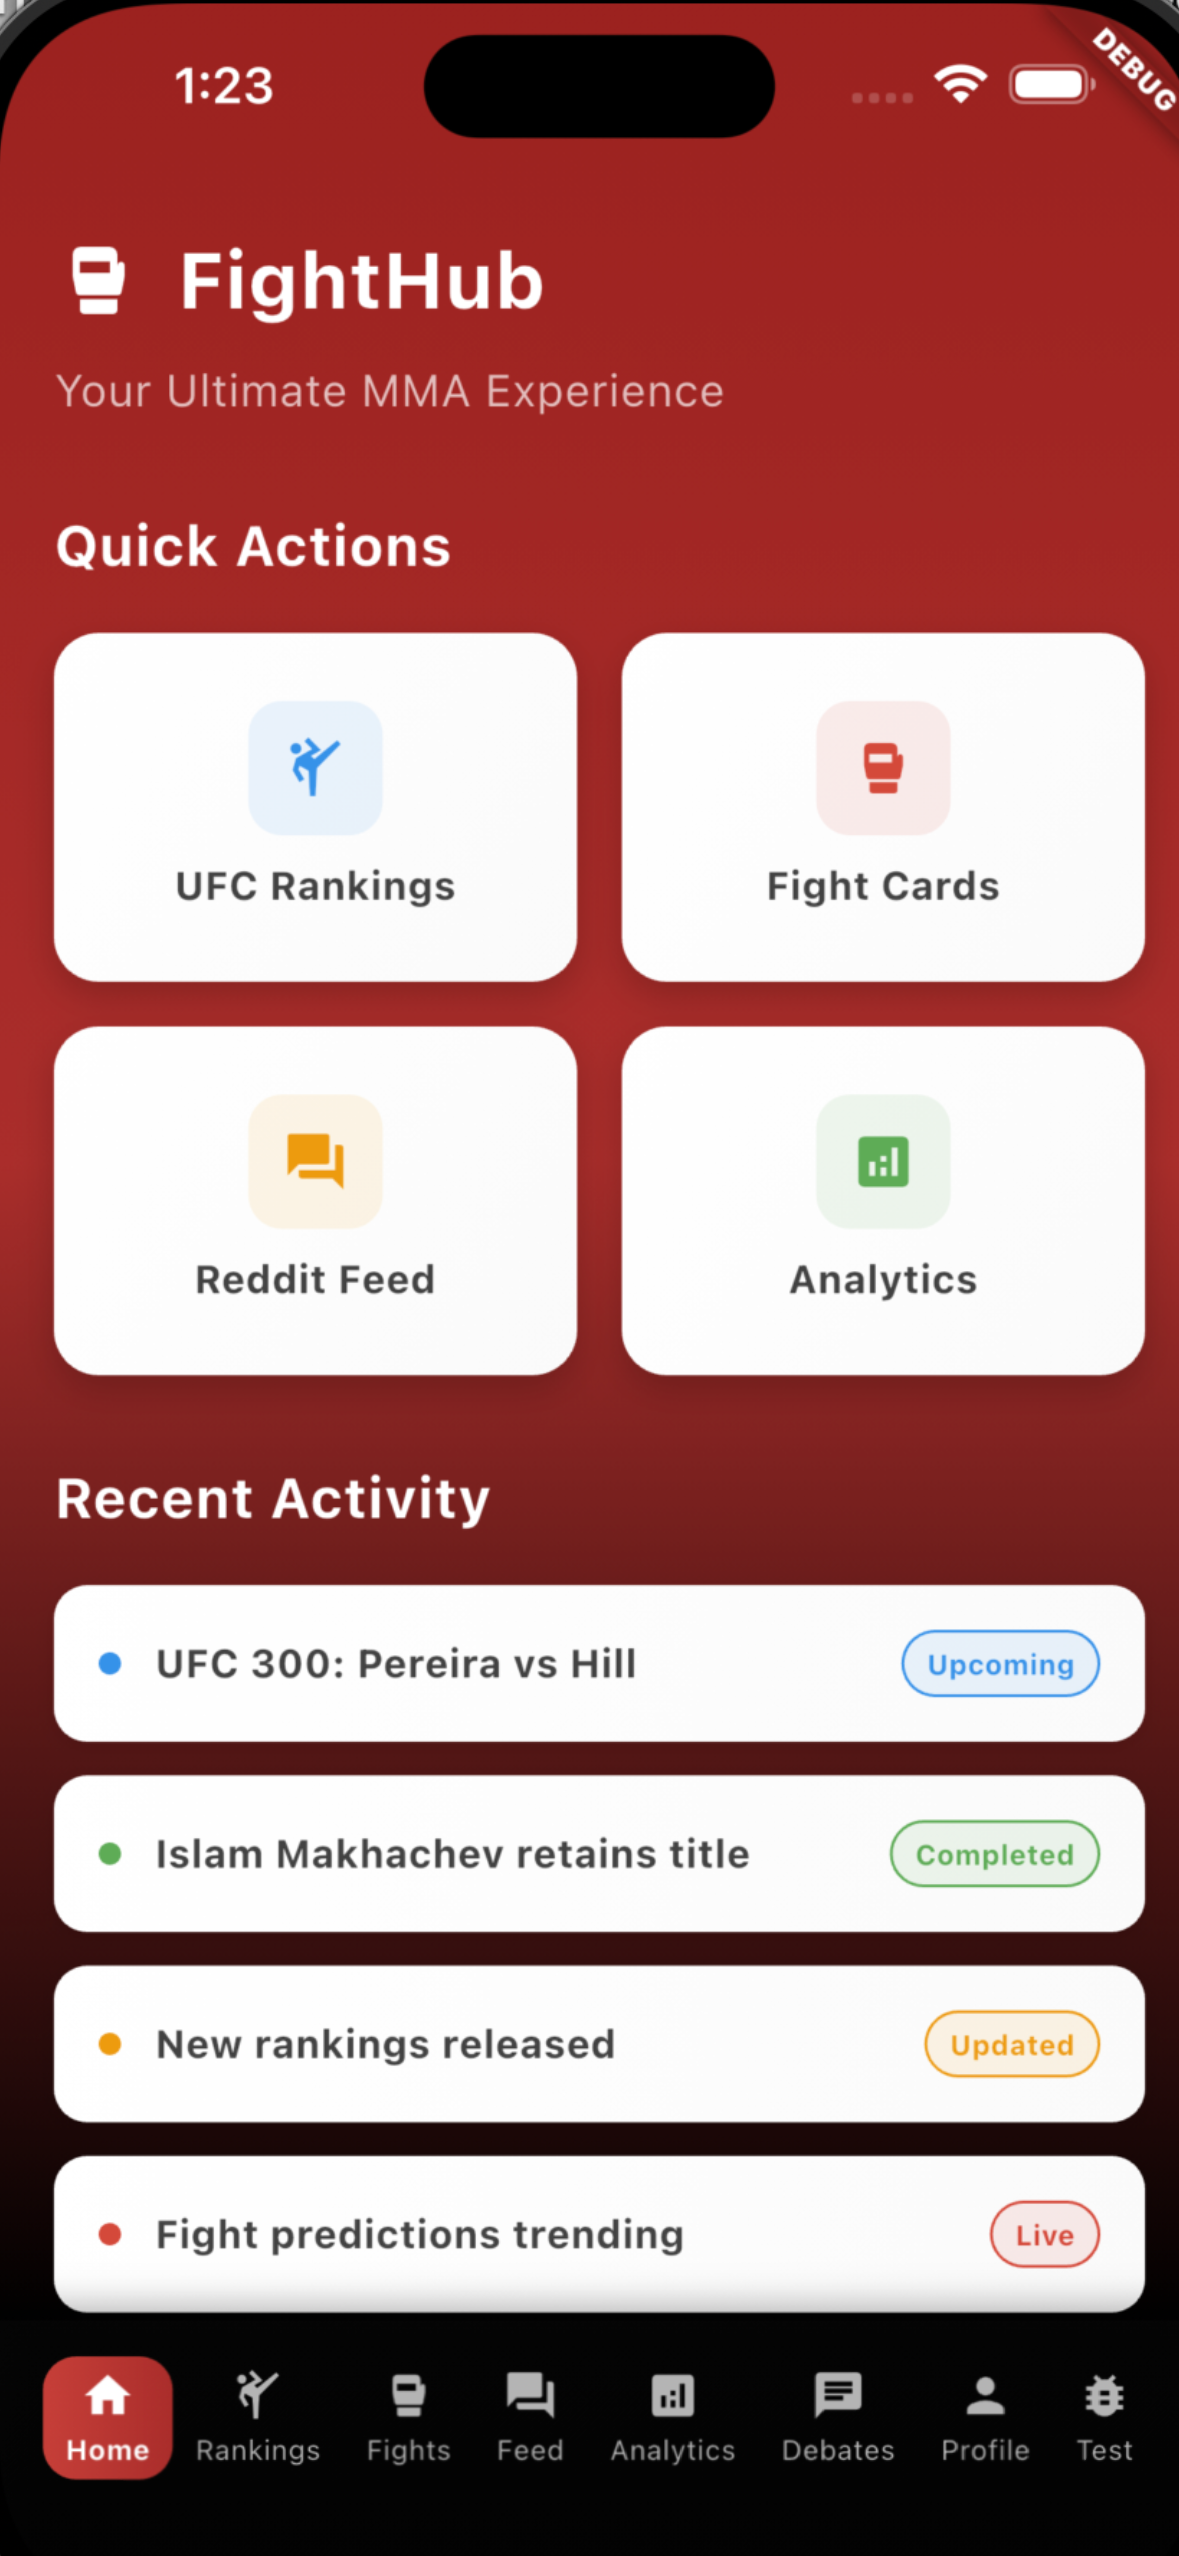 1:23
DEBUG
FightHub
Your Ultimate MMA Experience
Quick Actions
UFC Rankings
Fight Cards
Reddit Feed
Analytics
Recent Activity
UFC 300: Pereira vs Hill
Upcoming
Islam Makhachev retains title
Completed
New rankings released
Updated
Fight predictions trending
Live
Home
Rankings
Fights
Feed
Analytics
Debates
Profile
Test